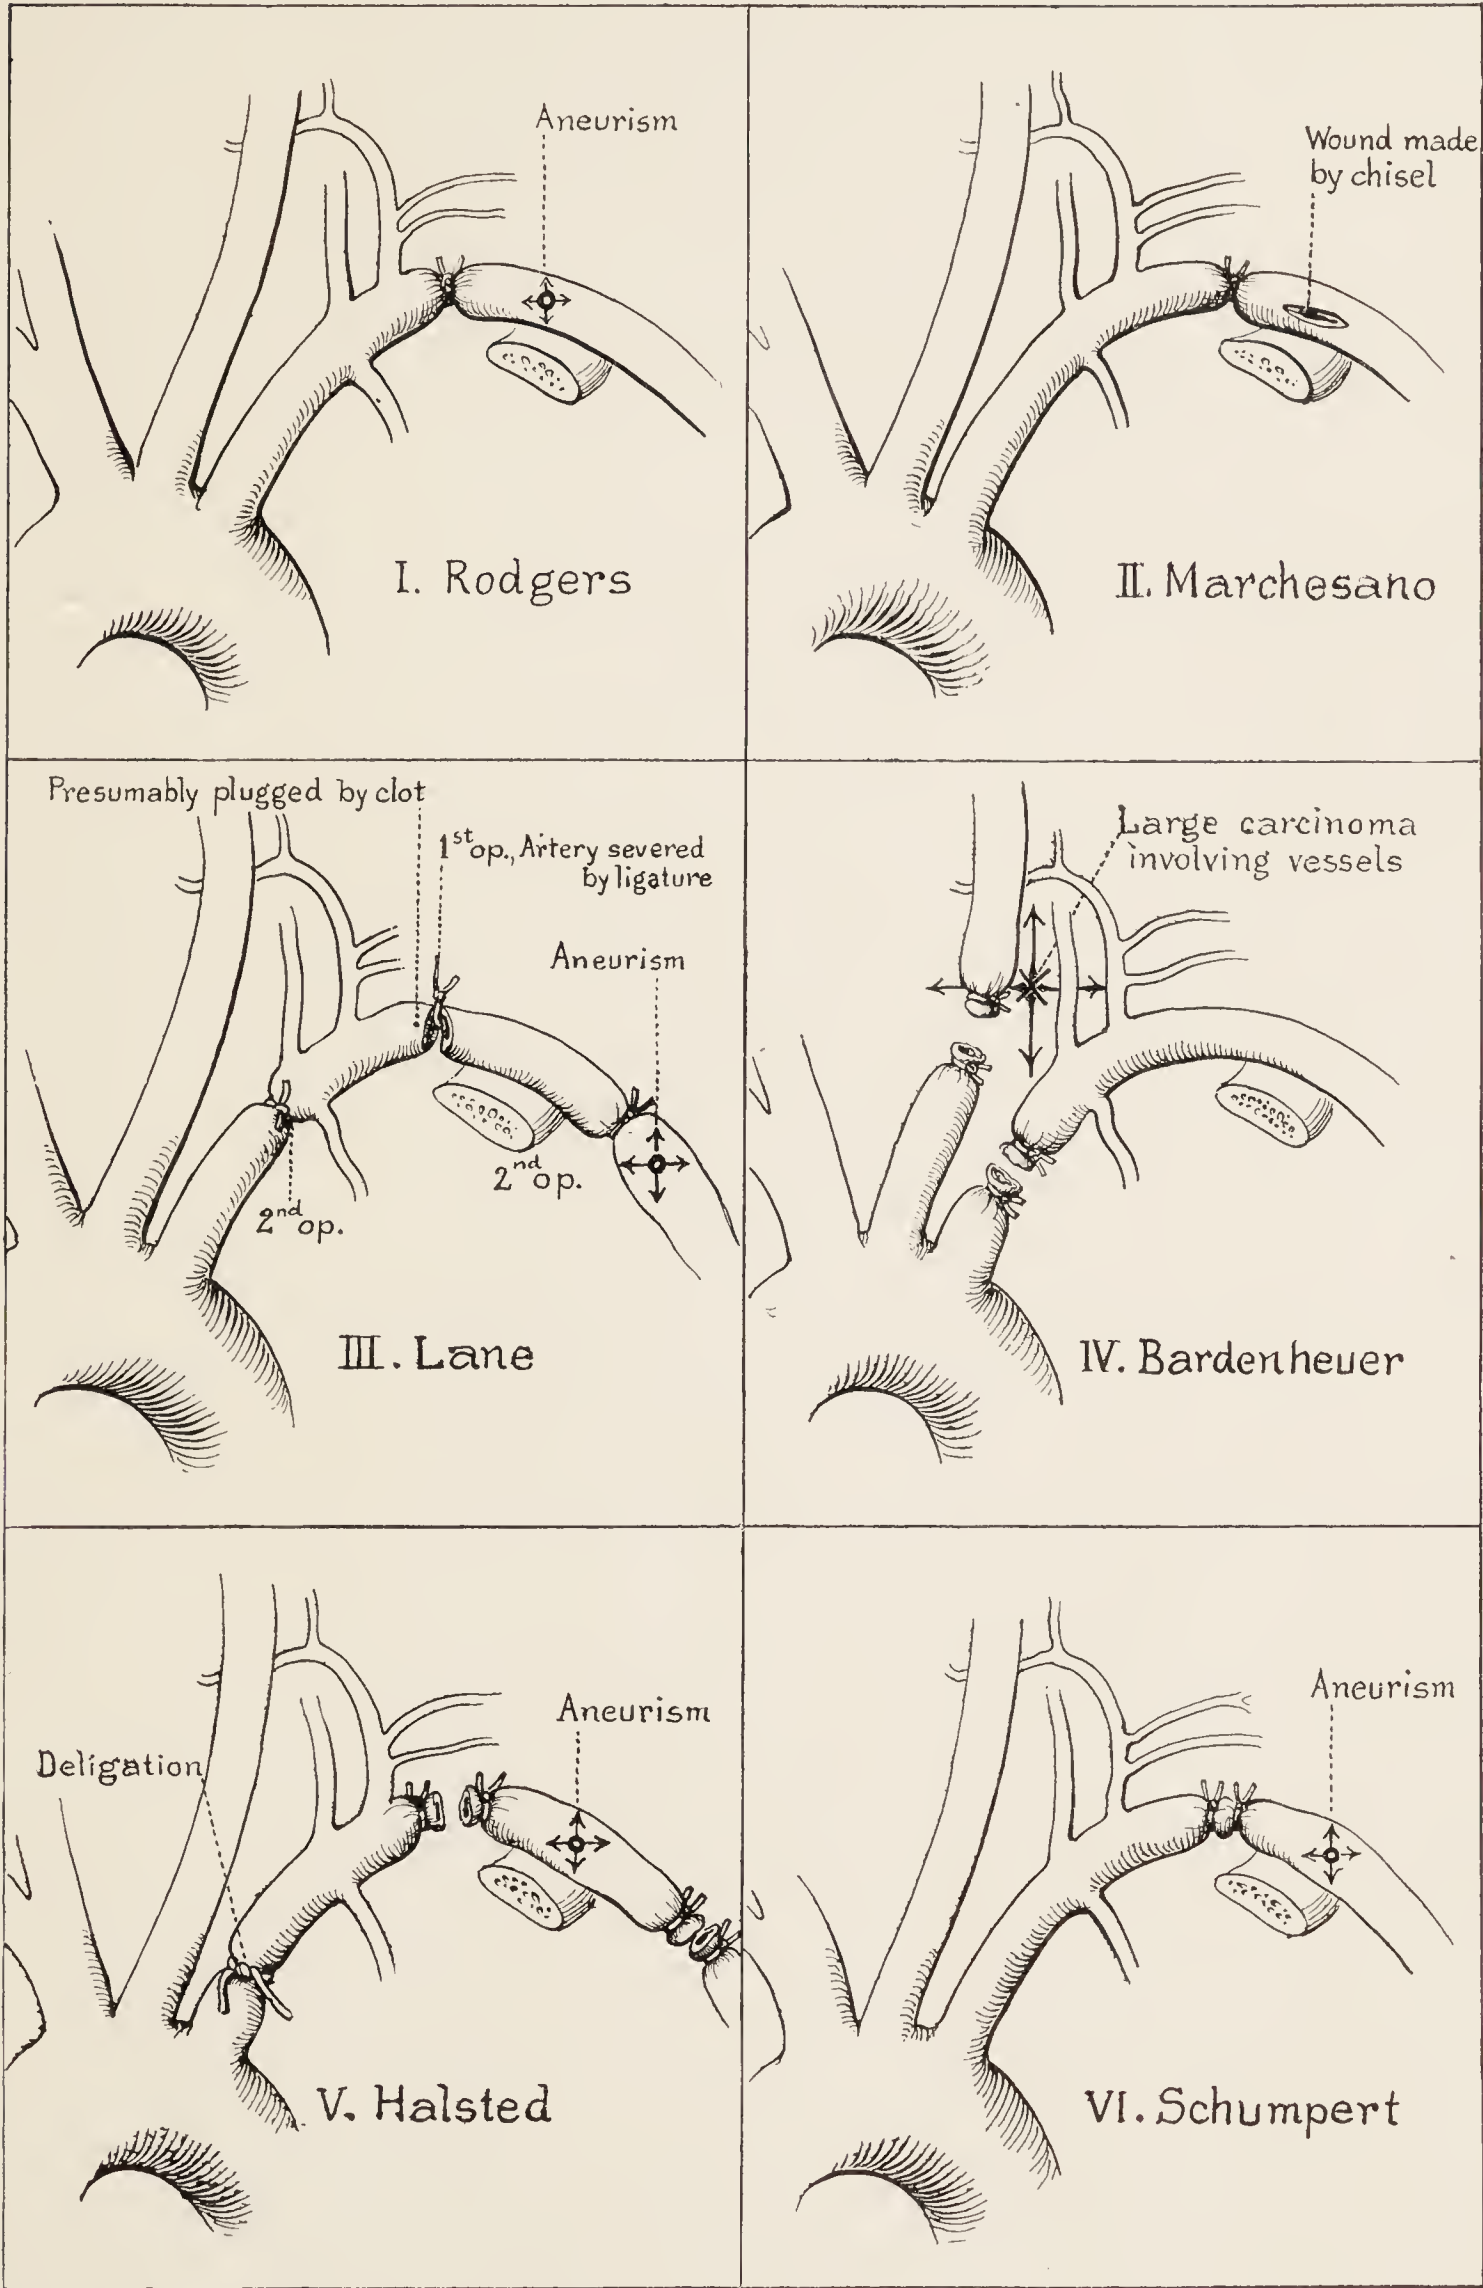 Aneurism
I. Rodgers
Wound made
by chisel
II. Marchesano
Presumably plugged by clot
1st op., Artery severed
by ligature
Aneurism
2nd op.
2nd op.
III. Lane
Large carcinoma
involving vessels
IV. Bardenheuer
Aneurism
Deligation
V. Halsted
Aneurism
VI. Schumpert